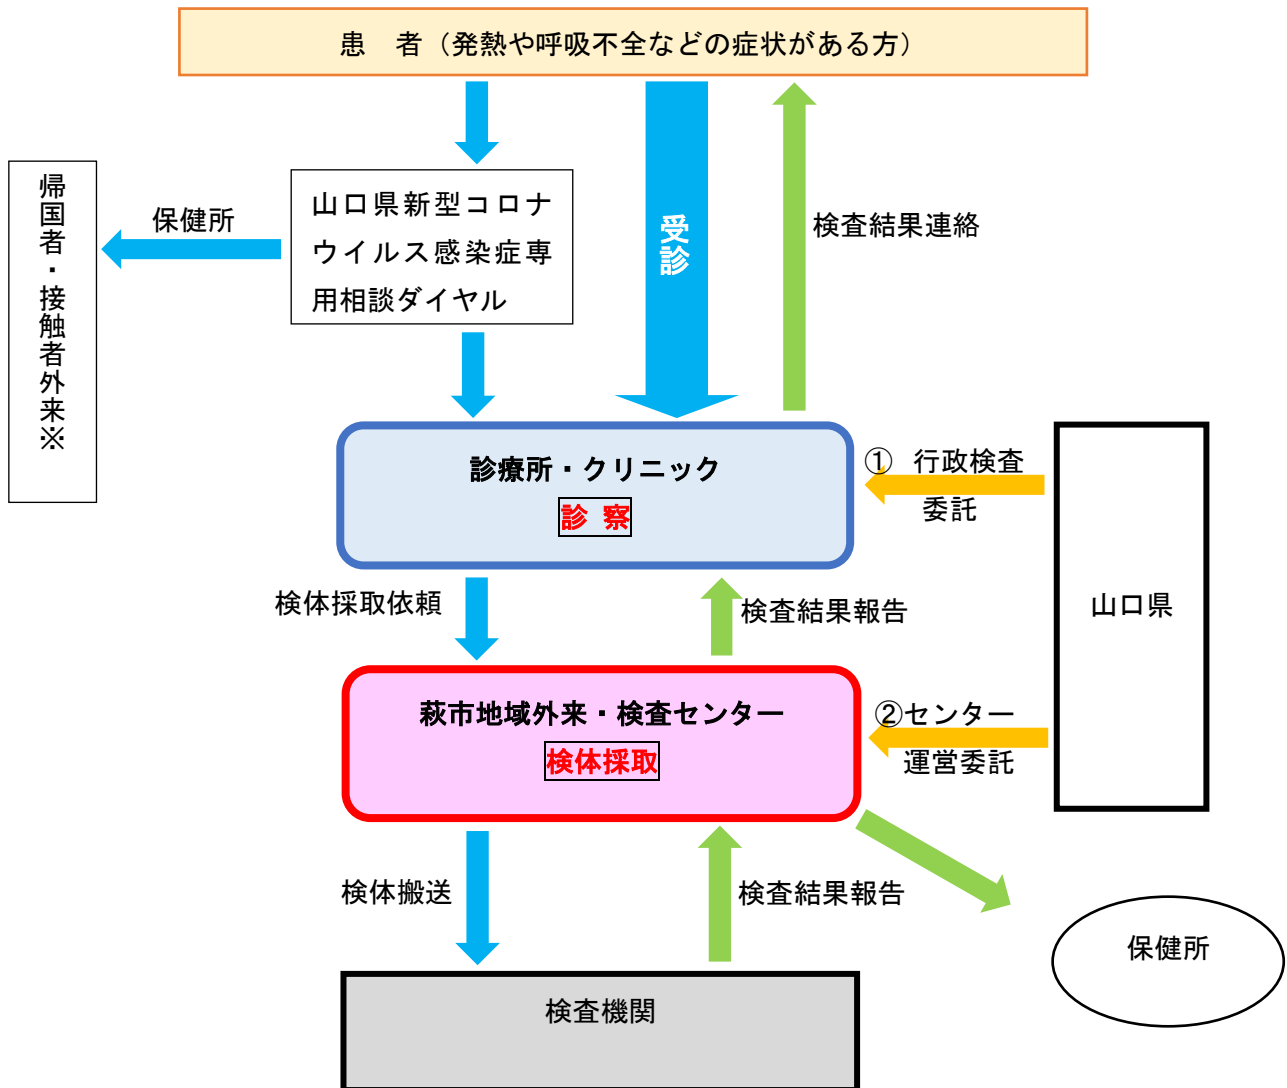 患　者（発熱や呼吸不全などの症状がある方）
帰国者・接触者外来※
保健所
山口県新型コロナ
ウイルス感染症専
用相談ダイヤル
受診
検査結果連絡
診療所・クリニック
診 察
①　行政検査
委託
山口県
検体採取依頼
検査結果報告
萩市地域外来・検査センター
検体採取
②センター
運営委託
検体搬送
検査結果報告
保健所
検査機関